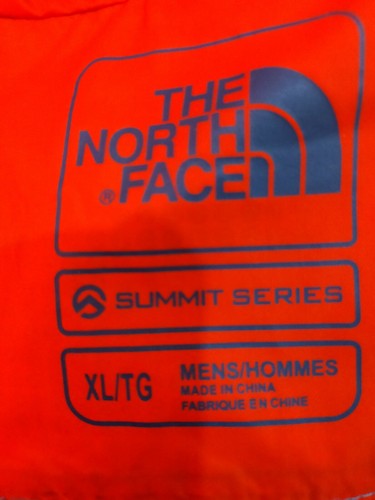 THE
NORTH
® FACE
SUMMIT SERIES
XL/TG
MENS/HOMMES
MADE IN CHINA
FABRIQUE EN CHINE